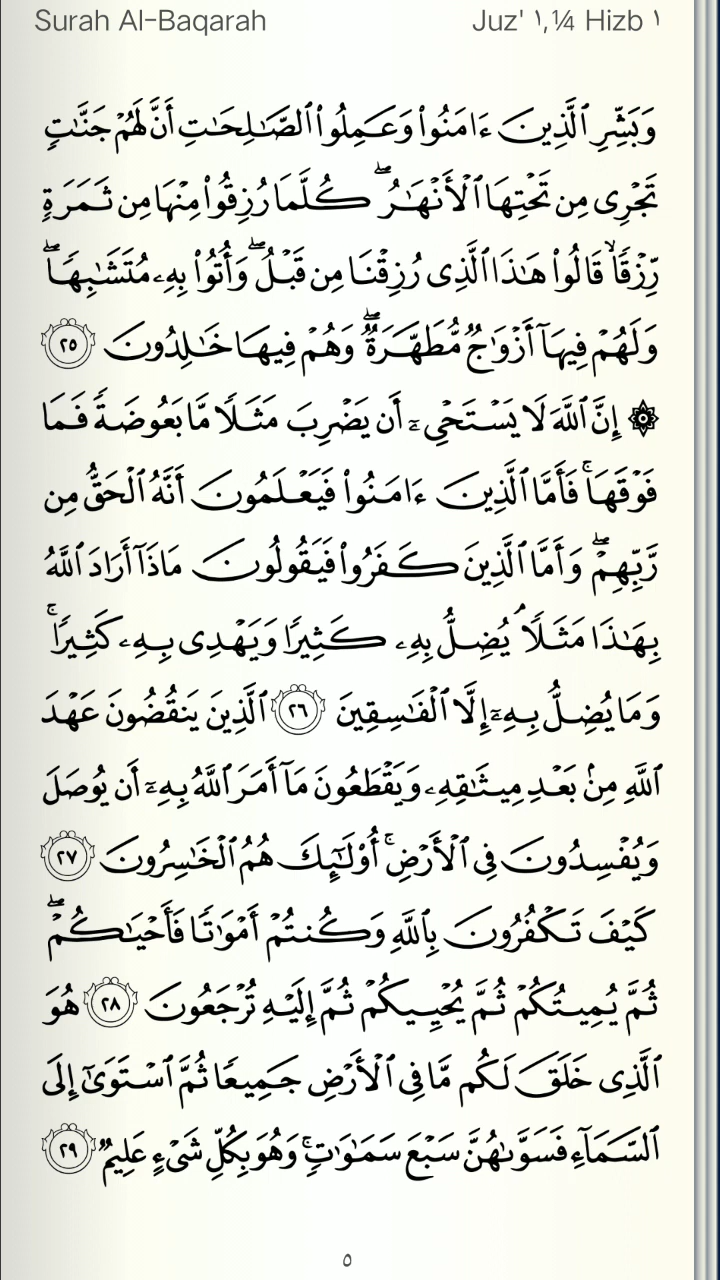 Surah Al-Baqarah
Juz' ١,¼ Hizb ١
وَبَشِّرِ ٱلَّذِينَ ءَامَنُوا۟ وَعَمِلُوا۟ ٱلصَّـٰلِحَـٰتِ أَنَّ لَهُمْ جَنَّـٰتٍ
تَجْرِى مِن تَحْتِهَا ٱلْأَنْهَـٰرُ ۖ كُلَّمَا رُزِقُوا۟ مِنْهَا مِن ثَمَرَةٍ
رِّزْقًا ۙ قَالُوا۟ هَـٰذَا ٱلَّذِى رُزِقْنَا مِن قَبْلُ ۖ وَأُتُوا۟ بِهِۦ مُتَشَـٰبِهًا ۖ
وَلَهُمْ فِيهَآ أَزْوَٰجٌ مُّطَهَّرَةٌ ۖ وَهُمْ فِيهَا خَـٰلِدُونَ ٢٥
۞ إِنَّ ٱللَّهَ لَا يَسْتَحْىِۦٓ أَن يَضْرِبَ مَثَلًا مَّا بَعُوضَةً فَمَا
فَوْقَهَا ۚ فَأَمَّا ٱلَّذِينَ ءَامَنُوا۟ فَيَعْلَمُونَ أَنَّهُ ٱلْحَقُّ مِن
رَّبِّهِمْ ۖ وَأَمَّا ٱلَّذِينَ كَفَرُوا۟ فَيَقُولُونَ مَاذَآ أَرَادَ ٱللَّهُ
بِهَـٰذَا مَثَلًا ۘ يُضِلُّ بِهِۦ كَثِيرًا وَيَهْدِى بِهِۦ كَثِيرًا ۚ
وَمَا يُضِلُّ بِهِۦٓ إِلَّا ٱلْفَـٰسِقِينَ ٢٦ ٱلَّذِينَ يَنقُضُونَ عَهْدَ
ٱللَّهِ مِنۢ بَعْدِ مِيثَـٰقِهِۦ وَيَقْطَعُونَ مَآ أَمَرَ ٱللَّهُ بِهِۦٓ أَن يُوصَلَ
وَيُفْسِدُونَ فِى ٱلْأَرْضِ ۚ أُو۟لَـٰٓئِكَ هُمُ ٱلْخَـٰسِرُونَ ٢٧
كَيْفَ تَكْفُرُونَ بِٱللَّهِ وَكُنتُمْ أَمْوَٰتًا فَأَحْيَـٰكُمْ ۖ
ثُمَّ يُمِيتُكُمْ ثُمَّ يُحْيِيكُمْ ثُمَّ إِلَيْهِ تُرْجَعُونَ ٢٨ هُوَ
ٱلَّذِى خَلَقَ لَكُم مَّا فِى ٱلْأَرْضِ جَمِيعًا ثُمَّ ٱسْتَوَىٰٓ إِلَى
ٱلسَّمَآءِ فَسَوَّىٰهُنَّ سَبْعَ سَمَـٰوَٰتٍ ۚ وَهُوَ بِكُلِّ شَىْءٍ عَلِيمٌ ٢٩
٥